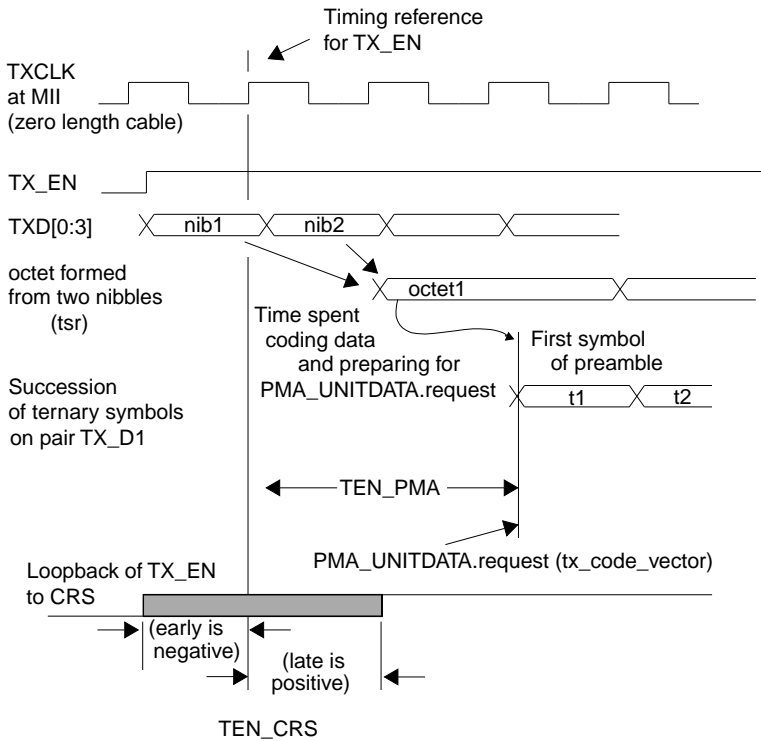 Timing reference
for TX_EN
TXCLK
at MII
(zero length cable)
TX_EN
TXD[0:3]
nib1
nib2
octet formed
from two nibbles
(tsr)
octet1
Time spent
coding data
and preparing for
PMA_UNITDATA.request
First symbol
of preamble
Succession
of ternary symbols
on pair TX_D1
t1
t2
TEN_PMA
PMA_UNITDATA.request (tx_code_vector)
Loopback of TX_EN
to CRS
(early is
negative)
(late is
positive)
TEN_CRS